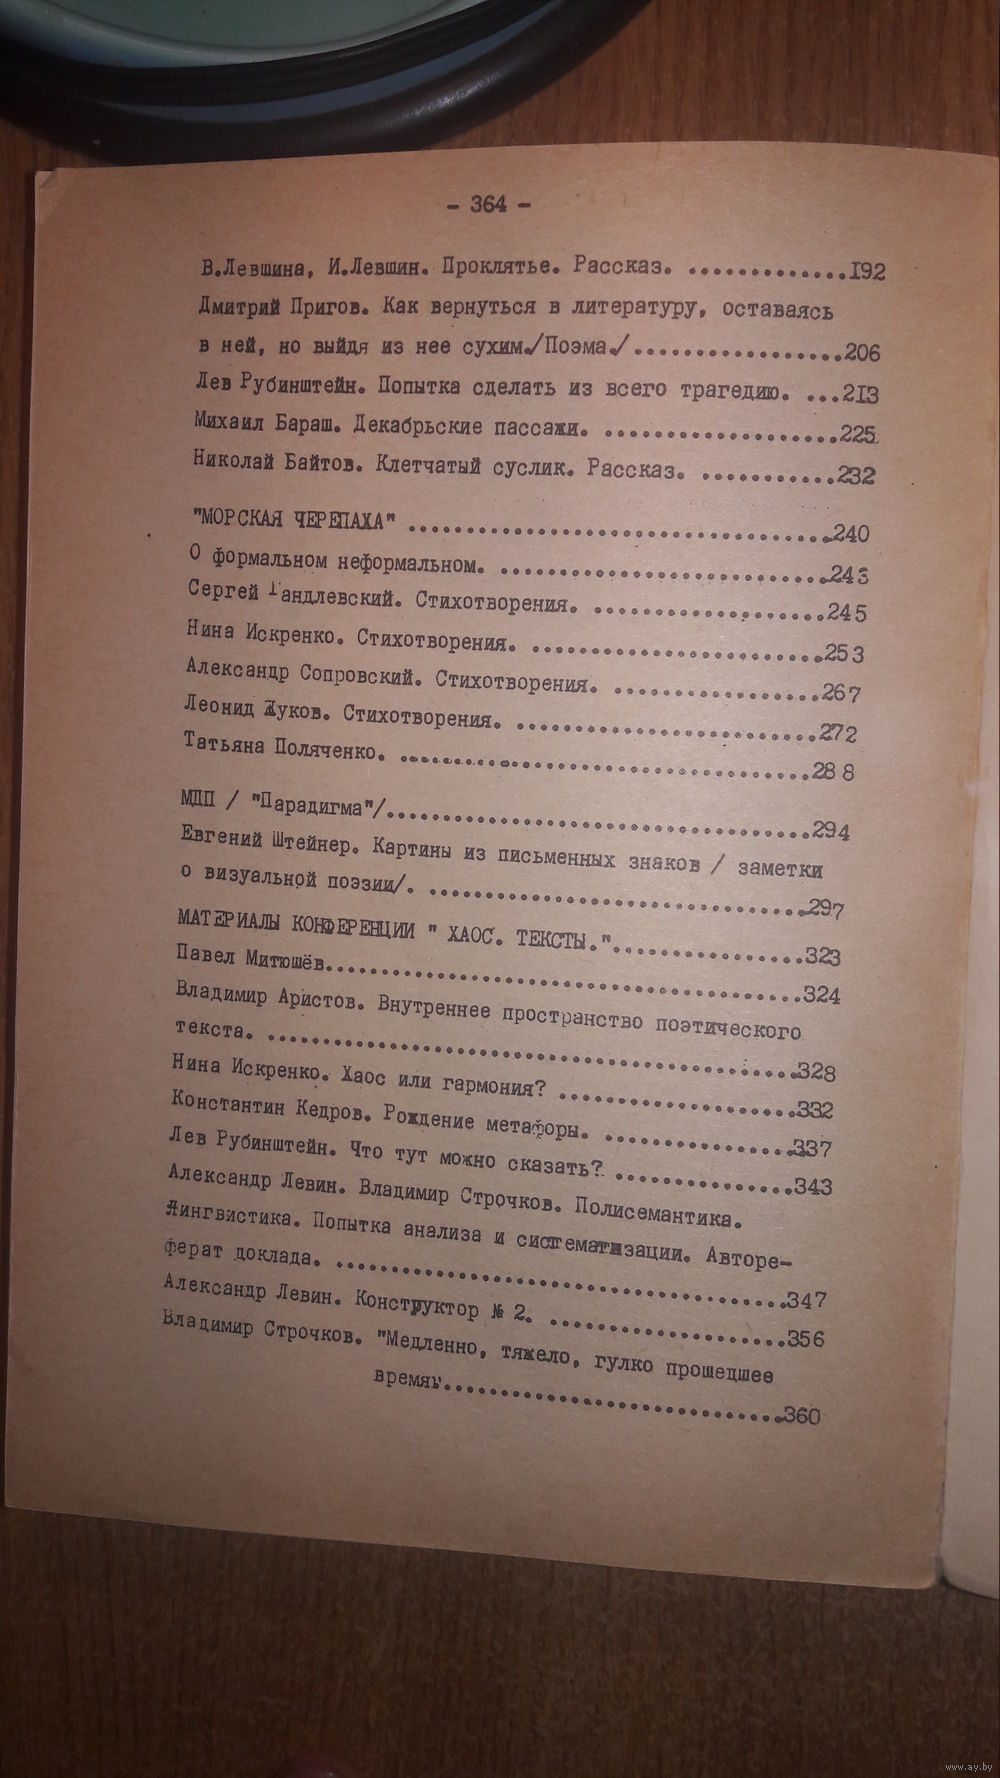 - 364 -
В.Левшина, И.Левшин. Проклятье. Рассказ. .............192
Дмитрий Пригов. Как вернуться в литературу, оставаясь
в ней, но выйдя из нее сухим/Поэма/..................206
Лев Рубинштейн. Попытка сделать из всего трагедию. ...213
Михаил Бараш. Декабрьские пассажи. ....................225
Николай Байтов. Клетчатый суслик. Рассказ. ............232
"МОРСКАЯ ЧЕРЕПАХА" ....................................240
О формальном неформальном. ............................243
Сергей Гандлевский. Стихотворения. ....................245
Нина Искренко. Стихотворения. .........................253
Александр Сопровский. Стихотворения. ..................267
Леонид Жуков. Стихотворения. ..........................272
Татьяна Поляченко. ....................................288
МДП / "Парадигма"/.....................................294
Евгений Штейнер. Картины из письменных знаков / заметки
о визуальной поэзии/. .................................297
МАТЕРИАЛЫ КОНФЕРЕНЦИИ " ХАОС. ТЕКСТЫ.".................323
Павел Митюшёв..........................................324
Владимир Аристов. Внутреннее пространство поэтического
текста. ...............................................328
Нина Искренко. Хаос или гармония? .....................332
Константин Кедров. Рождение метафоры. .................337
Лев Рубинштейн. Что тут можно сказать? ................343
Александр Левин. Владимир Строчков. Полисемантика.
Лингвистика. Попытка анализа и систематизации. Авторе-
ферат доклада. ........................................347
Александр Левин. Конструктор № 2. .....................356
Владимир Строчков. "Медленно, тяжело, гулко прошедшее
время"................................360
www.ay.by